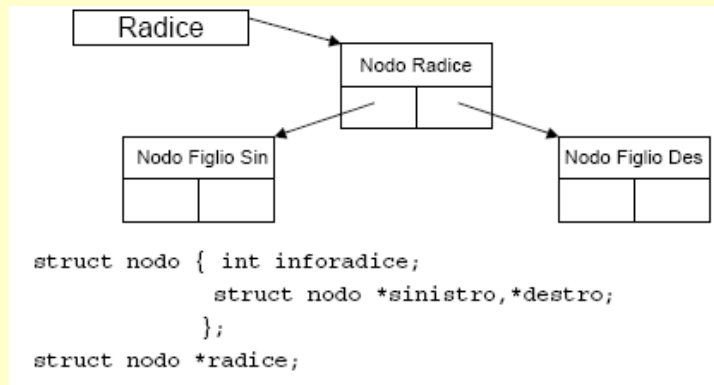 Radice
Nodo Radice
Nodo Figlio Sin
Nodo Figlio Des
struct nodo { int inforadice;
struct nodo *sinistro,*destro;
};
struct nodo *radice;